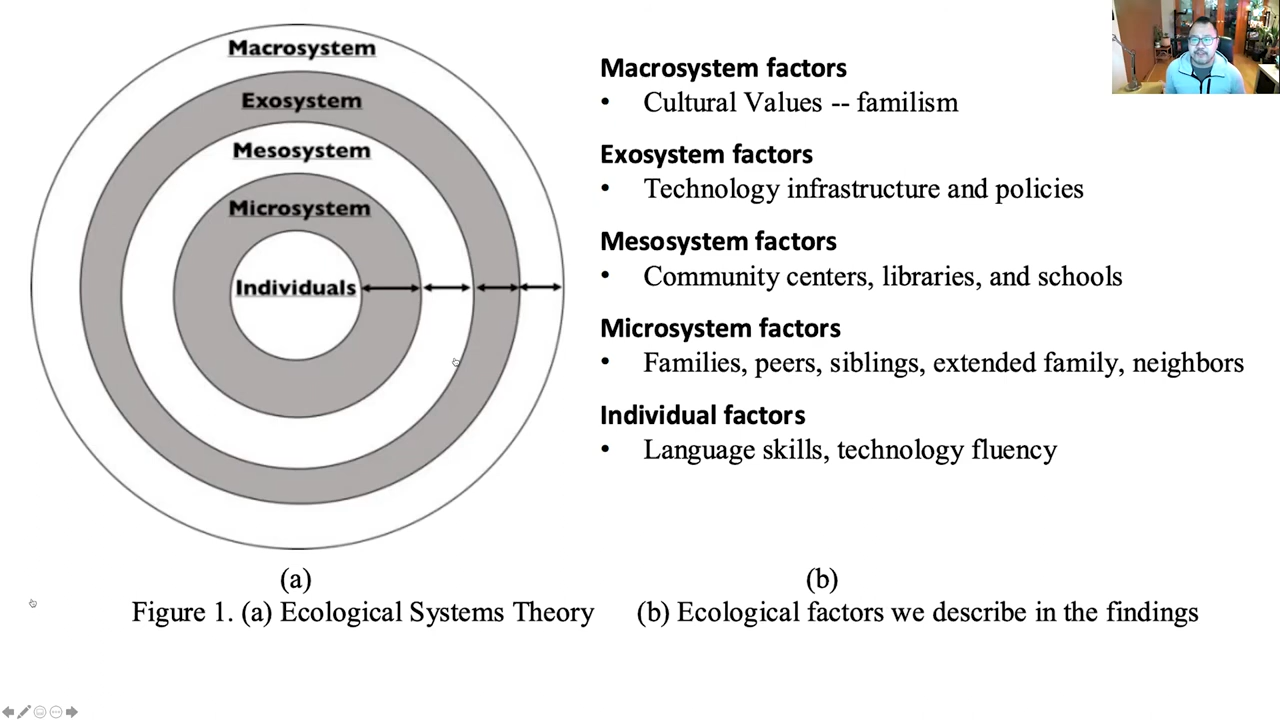 Macrosystem
Exosystem
Mesosystem
Microsystem
Individuals
Macrosystem factors
• Cultural Values -- familism
Exosystem factors
• Technology infrastructure and policies
Mesosystem factors
• Community centers, libraries, and schools
Microsystem factors
• Families, peers, siblings, extended family, neighbors
Individual factors
• Language skills, technology fluency
(a)
(b)
Figure 1. (a) Ecological Systems Theory
(b) Ecological factors we describe in the findings